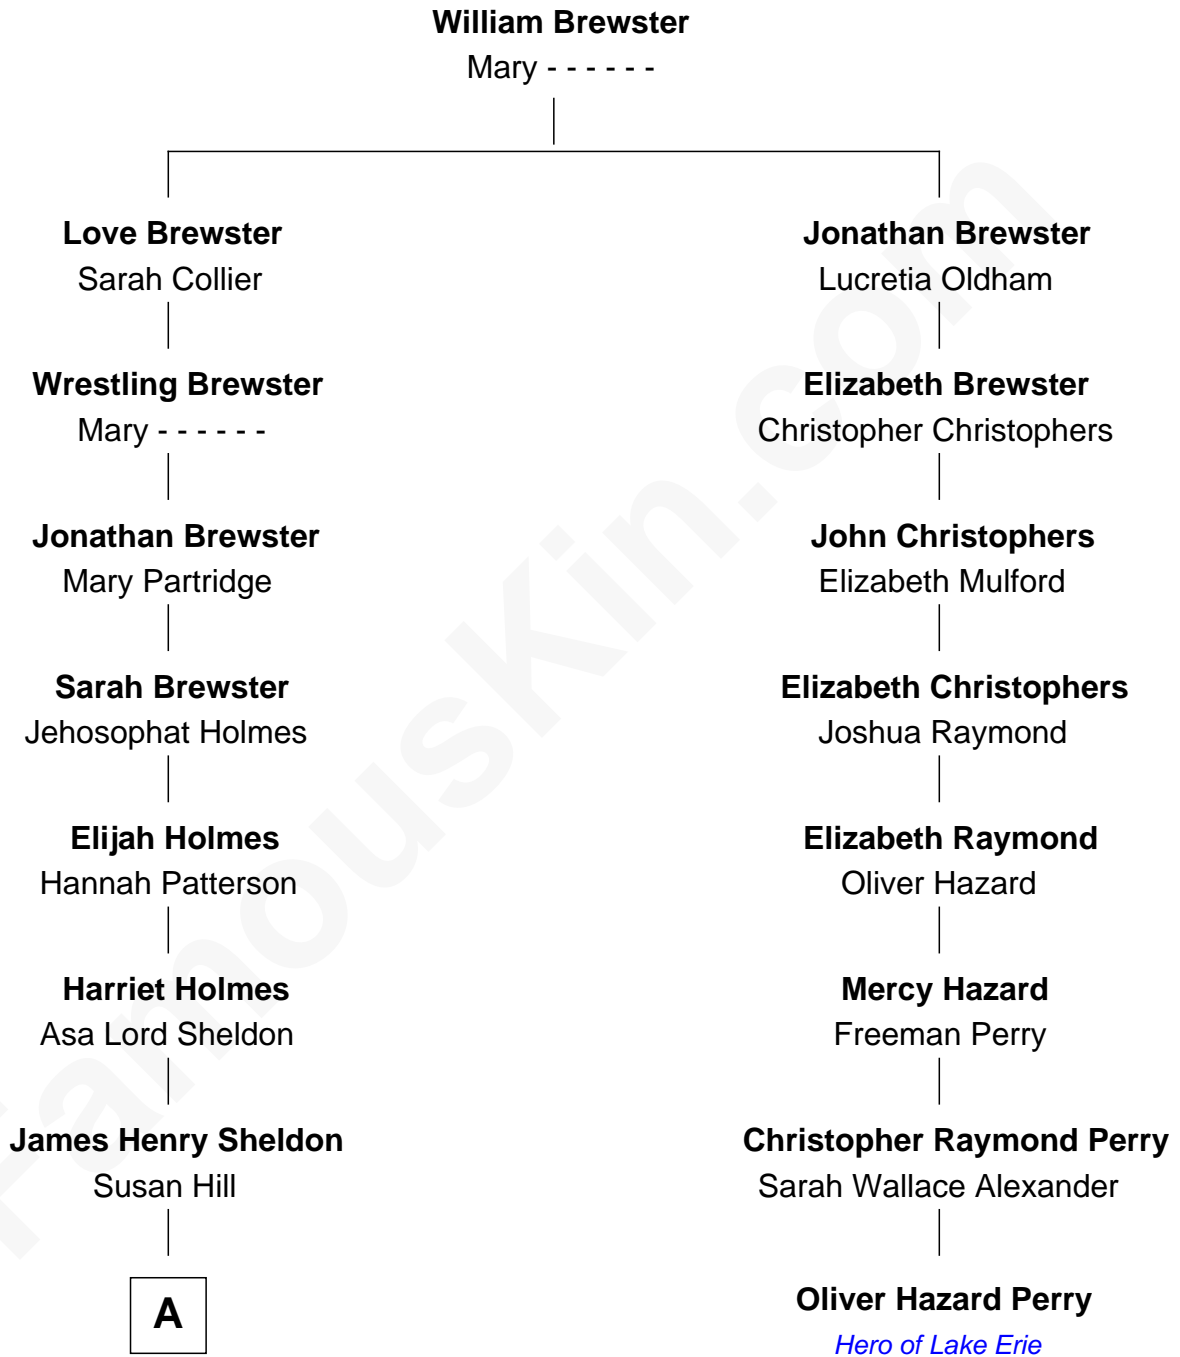 William Brewster
Mary - - - - - -
Love Brewster
Sarah Collier
Wrestling Brewster
Mary - - - - - -
Jonathan Brewster
Mary Partridge
Sarah Brewster
Jehosophat Holmes
Elijah Holmes
Hannah Patterson
Harriet Holmes
Asa Lord Sheldon
James Henry Sheldon
Susan Hill
A
Jonathan Brewster
Lucretia Oldham
Elizabeth Brewster
Christopher Christophers
John Christophers
Elizabeth Mulford
Elizabeth Christophers
Joshua Raymond
Elizabeth Raymond
Oliver Hazard
Mercy Hazard
Freeman Perry
Christopher Raymond Perry
Sarah Wallace Alexander
Oliver Hazard Perry
Hero of Lake Erie
FamousKin.com